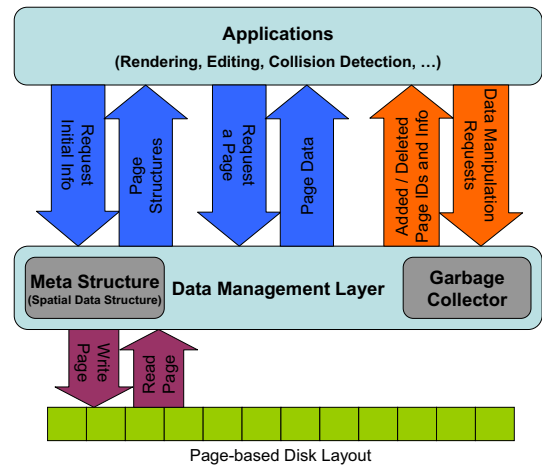 Applications
(Rendering, Editing, Collision Detection, …)
Request
Initial Info
Page
Structures
Request
a Page
Page Data
Added / Deleted
Page IDs and Info
Data Manipulation
Requests
Meta Structure
(Spatial Data Structure)
Data Management Layer
Garbage
Collector
Write
Page
Read
Page
Page-based Disk Layout